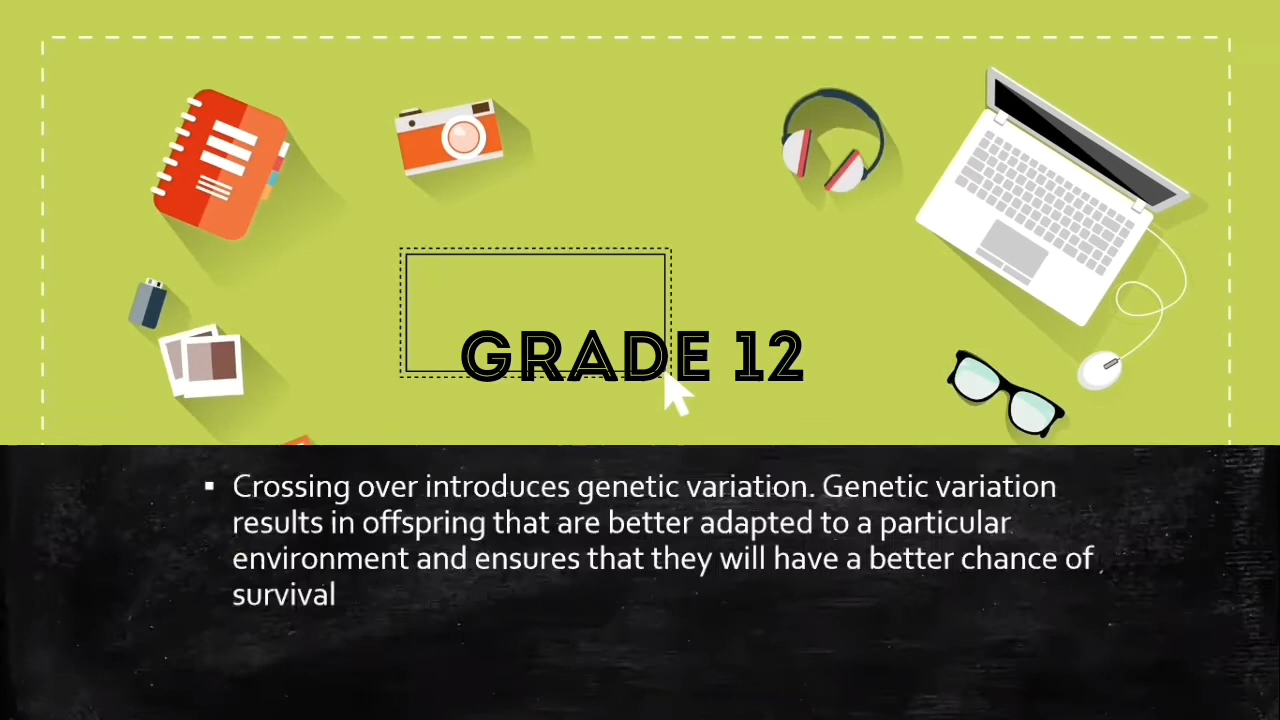 GRADE 12
▪ Crossing over introduces genetic variation. Genetic variation
results in offspring that are better adapted to a particular
environment and ensures that they will have a better chance of
survival